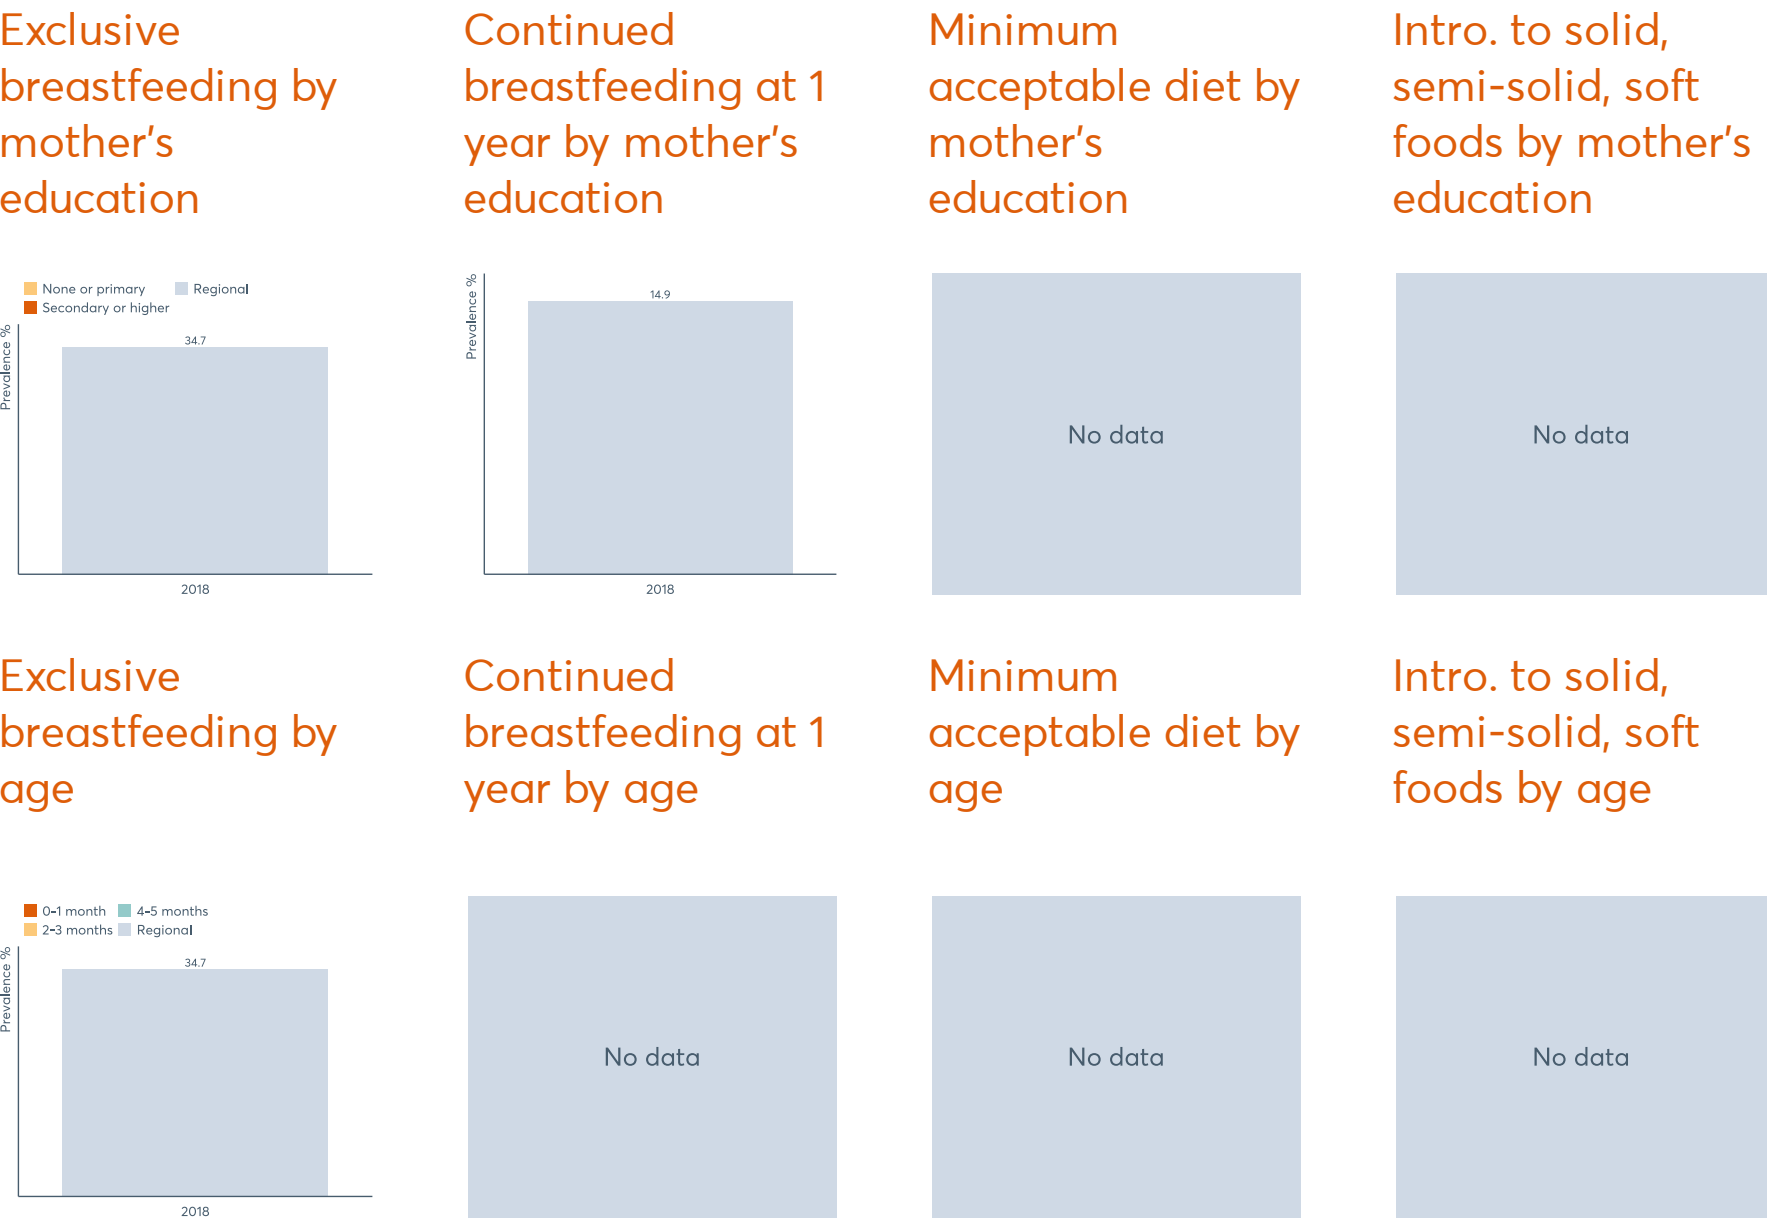 Exclusive
breastfeeding by
mother's
education
Continued
breastfeeding at 1
year by mother's
education
Minimum
acceptable diet by
mother's
education
Intro. to solid,
semi-solid, soft
foods by mother's
education
None or primary
Regional
Secondary or higher
Prevalence %
34.7
2018
Prevalence %
14.9
2018
No data
No data
Exclusive
breastfeeding by
age
Continued
breastfeeding at 1
year by age
Minimum
acceptable diet by
age
Intro. to solid,
semi-solid, soft
foods by age
0-1 month
4-5 months
2-3 months
Regional
Prevalence %
34.7
2018
No data
No data
No data